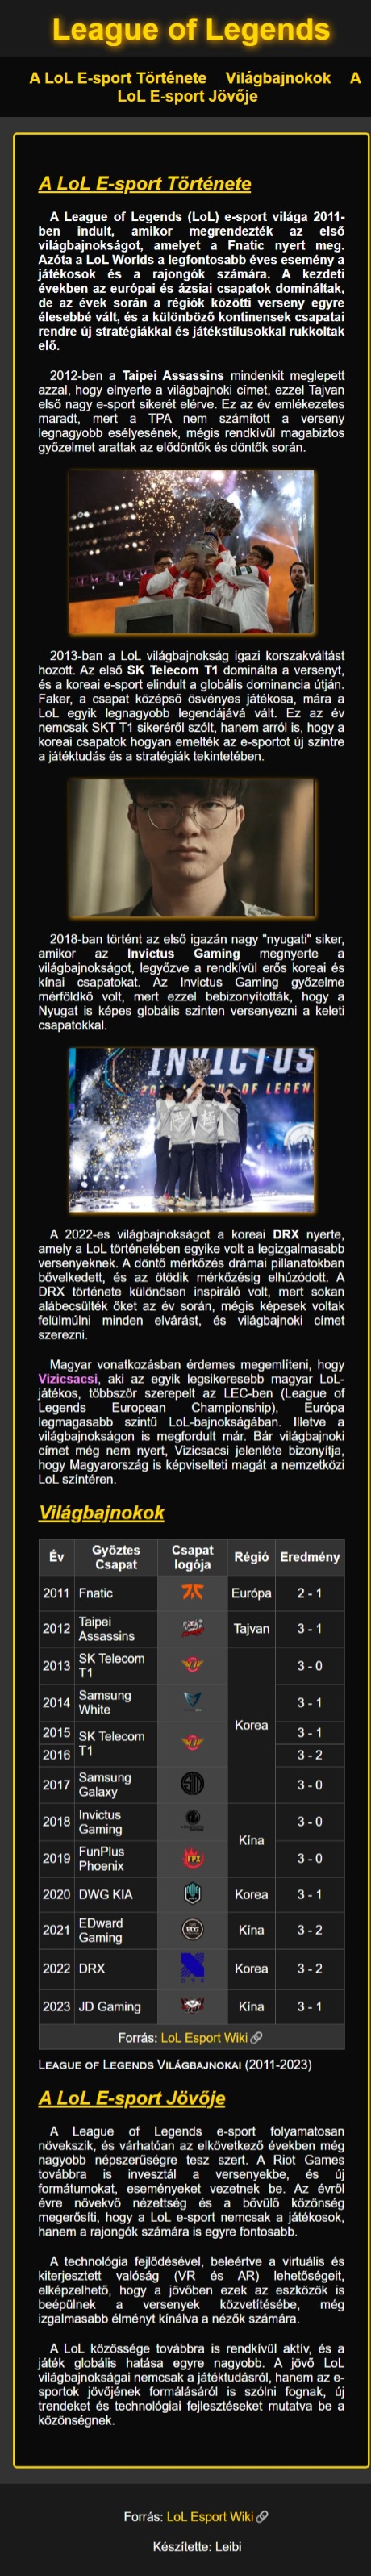 League of Legends
A LoL E-sport Története Világbajnokok A
LoL E-sport Jövője
A LoL E-sport Története
A League of Legends (LoL) e-sport világa 2011-
ben indult, amikor megrendezték az első
világbajnokságot, amelyet a Fnatic nyert meg.
Azóta a LoL Worlds a legfontosabb éves esemény a
játékosok és a rajongók számára. A kezdeti
években az európai és ázsiai csapatok domináltak,
de az évek során a régiók közötti verseny egyre
élesebbé vált, és a különböző kontinensek csapatai
rendre új stratégiákkal és játékstílusokkal rukkoltak
elő.
2012-ben a Taipei Assassins mindenkit meglepett
azzal, hogy elnyerte a világbajnoki címet, ezzel Tajvan
első nagy e-sport sikerét elérve. Ez az év emlékezetes
maradt, mert a TPA nem számított a verseny
legnagyobb esélyesének, mégis rendkívül magabiztos
győzelmet arattak az elődöntők és döntők során.
2013-ban a LoL világbajnokság igazi korszakváltást
hozott. Az első SK Telecom T1 dominálta a versenyt,
és a koreai e-sport elindult a globális dominancia útján.
Faker, a csapat középső ösvényes játékosa, mára a
LoL egyik legnagyobb legendájává vált. Ez az év
nemcsak SKT T1 sikeréről szólt, hanem arról is, hogy a
koreai csapatok hogyan emelték az e-sportot új szintre
a játéktudás és a stratégiák tekintetében.
2018-ban történt az első igazán nagy "nyugati" siker,
amikor az Invictus Gaming megnyerte a
világbajnokságot, legyőzve a rendkívül erős koreai és
kínai csapatokat. Az Invictus Gaming győzelme
mérföldkő volt, mert ezzel bebizonyították, hogy a
Nyugat is képes globális szinten versenyezni a keleti
csapatokkal.
INVICTUS
OF LEGEN
A 2022-es világbajnokságot a koreai DRX nyerte,
amely a LoL történetében egyike volt a legizgalmasabb
versenyeknek. A döntő mérkőzés drámai pillanatokban
bővelkedett, és az ötödik mérkőzésig elhúzódott. A
DRX története különösen inspiráló volt, mert sokan
alábecsülték őket az év során, mégis képesek voltak
felülmúlni minden elvárást, és világbajnoki címet
szerezni.
Magyar vonatkozásban érdemes megemlíteni, hogy
Vizicsacsi, aki az egyik legsikeresebb magyar LoL-
játékos, többször szerepelt az LEC-ben (League of
Legends European Championship), Európa
legmagasabb szintű LoL-bajnokságában. Illetve a
világbajnokságon is megfordult már. Bár világbajnoki
címet még nem nyert, Vizicsacsi jelenléte bizonyítja,
hogy Magyarország is képviselteti magát a nemzetközi
LoL színtéren.
Világbajnokok
Év Győztes Csapat Csapat logója Régió Eredmény
2011 Fnatic Európa 2 - 1
2012 Taipei Assassins Tajvan 3 - 1
2013 SK Telecom T1 3 - 0
2014 Samsung White 3 - 1
Korea
2015 SK Telecom T1 3 - 1
2016 3 - 2
2017 Samsung Galaxy 3 - 0
2018 Invictus Gaming Kína 3 - 0
2019 FunPlus Phoenix FPX 3 - 0
2020 DWG KIA Korea 3 - 1
2021 EDward Gaming EDG Kína 3 - 2
2022 DRX DRX Korea 3 - 2
2023 JD Gaming Kína 3 - 1
Forrás: LoL Esport Wiki
League of Legends Világbajnokai (2011-2023)
A LoL E-sport Jövője
A League of Legends e-sport folyamatosan
növekszik, és várhatóan az elkövetkező években még
nagyobb népszerűségre tesz szert. A Riot Games
továbbra is invesztál a versenyekbe, és új
formátumokat, eseményeket vezetnek be. Az évről
évre növekvő nézettség és a bővülő közönség
megerősíti, hogy a LoL e-sport nemcsak a játékosok,
hanem a rajongók számára is egyre fontosabb.
A technológia fejlődésével, beleértve a virtuális és
kiterjesztett valóság (VR és AR) lehetőségeit,
elképzelhető, hogy a jövőben ezek az eszközök is
beépülnek a versenyek közvetítésébe, még
izgalmasabb élményt kínálva a nézők számára.
A LoL közössége továbbra is rendkívül aktív, és a
játék globális hatása egyre nagyobb. A jövő LoL
világbajnokságai nemcsak a játéktudásról, hanem az e-
sportok jövőjének formálásáról is szólni fognak, új
trendeket és technológiai fejlesztéseket mutatva be a
közönségnek.
Forrás: LoL Esport Wiki
Készítette: Leibi